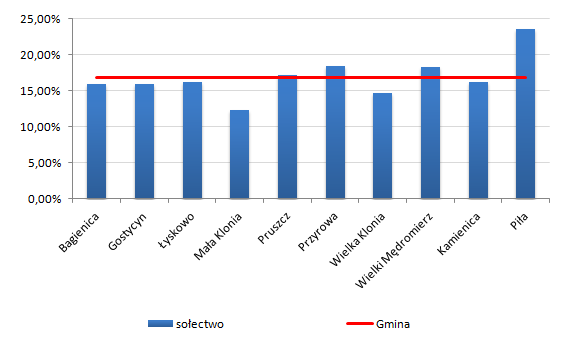 25,00%
20,00%
15,00%
10,00%
5,00%
0,00%
Bagienica
Gostycyn
Łyskowo
Mała Klonia
Pruszcz
Przyrowa
Wielka Klonia
Wielki Mędromierz
Kamienica
Piła
sołectwo
Gmina